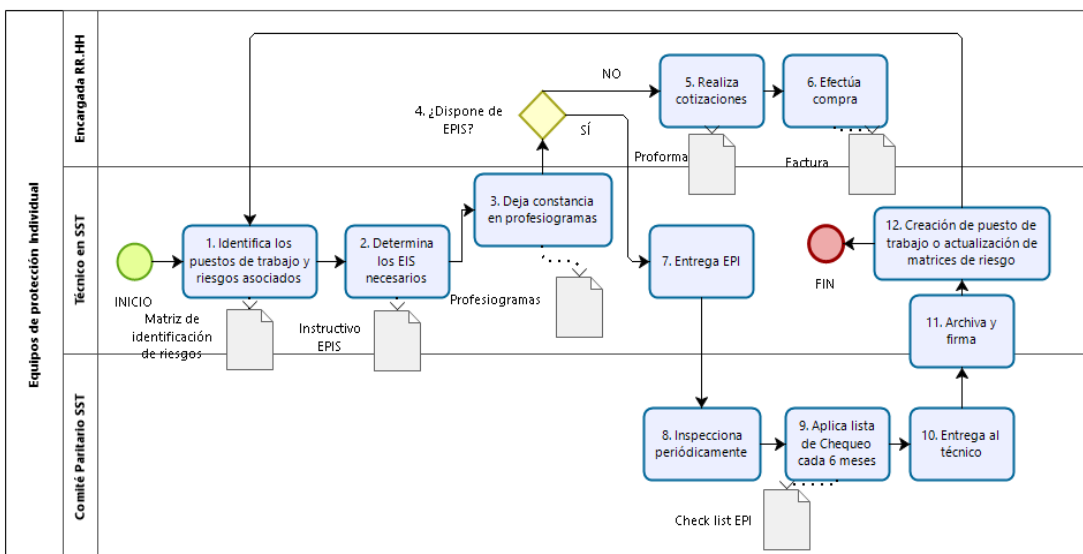 Equipos de protección Individual
Encargada RR.HH
4. ¿Dispone de
EPIS?
NO
SÍ
5. Realiza
cotizaciones
Proforma
6. Efectúa
compra
Factura
Técnico en SST
INICIO
1. Identifica los
puestos de trabajo y
riesgos asociados
Matriz de
identificación
de riesgos
2. Determina
los EIS
necesarios
Instructivo
EPIS
3. Deja constancia
en profesiogramas
Profesiogramas
7. Entrega EPI
FIN
12. Creación de puesto de
trabajo o actualización de
matrices de riesgo
11. Archiva y
firma
Comité Paritario SST
8. Inspecciona
periódicamente
9. Aplica lista
de Chequeo
cada 6 meses
Check list EPI
10. Entrega al
técnico